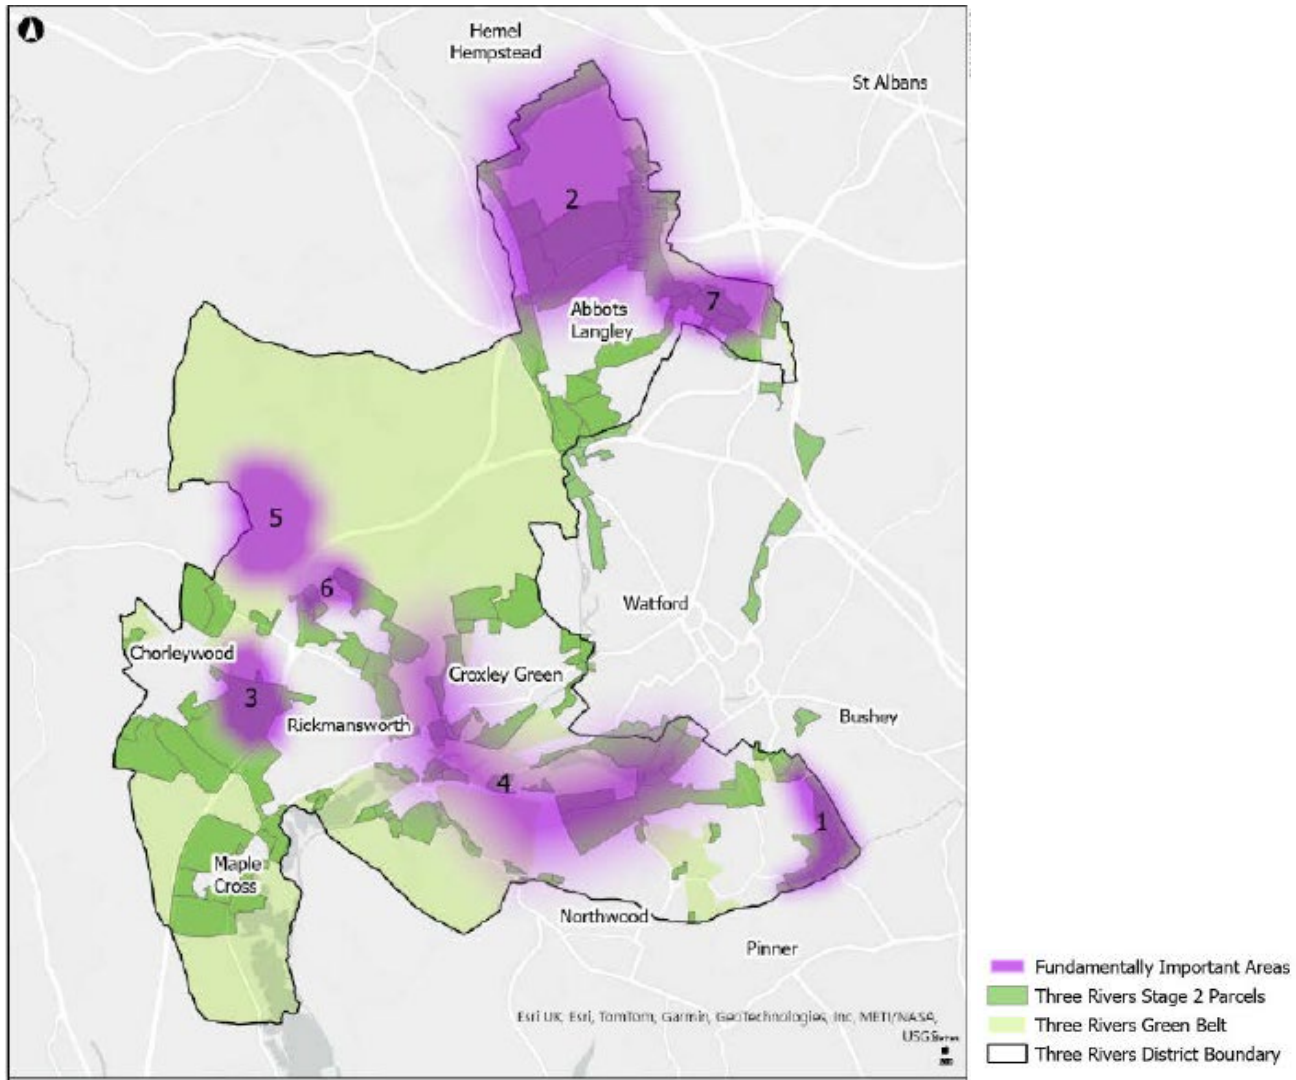 Hemel
Hempstead
St Albans
2
7
Abbots
Langley
5
6
Watford
Chorleywood
Croxley Green
3
Rickmansworth
Bushey
4
1
Maple
Cross
Northwood
Pinner
Fundamentally Important Areas
Three Rivers Stage 2 Parcels
Three Rivers Green Belt
Three Rivers District Boundary
Esri UK, Esri, TomTom, Garmin, GeoTechnologies, Inc, METI/NASA,
USGS